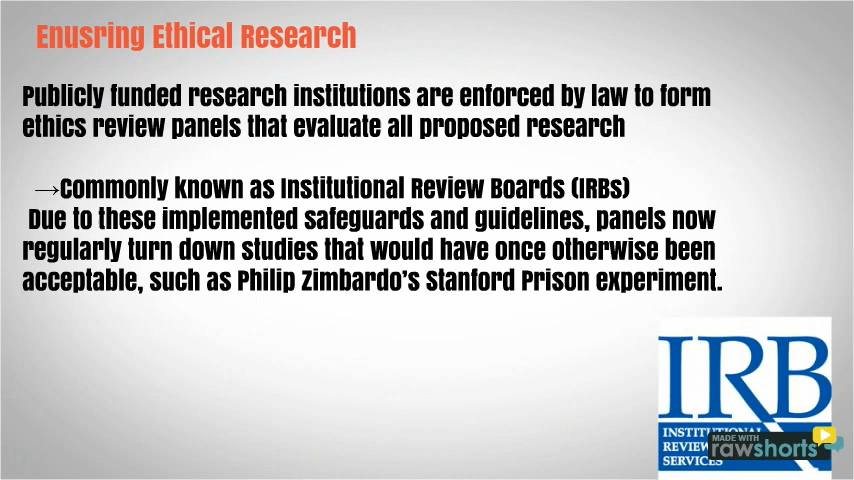 Enusring Ethical Research
Publicly funded research institutions are enforced by law to form
ethics review panels that evaluate all proposed research
→Commonly known as Institutional Review Boards (IRBs)
Due to these implemented safeguards and guidelines, panels now
regularly turn down studies that would have once otherwise been
acceptable, such as Philip Zimbardo’s Stanford Prison experiment.
IRB
INSTITUTIONAL
REVIEW
SERVICES
MADE WITH
rawshorts